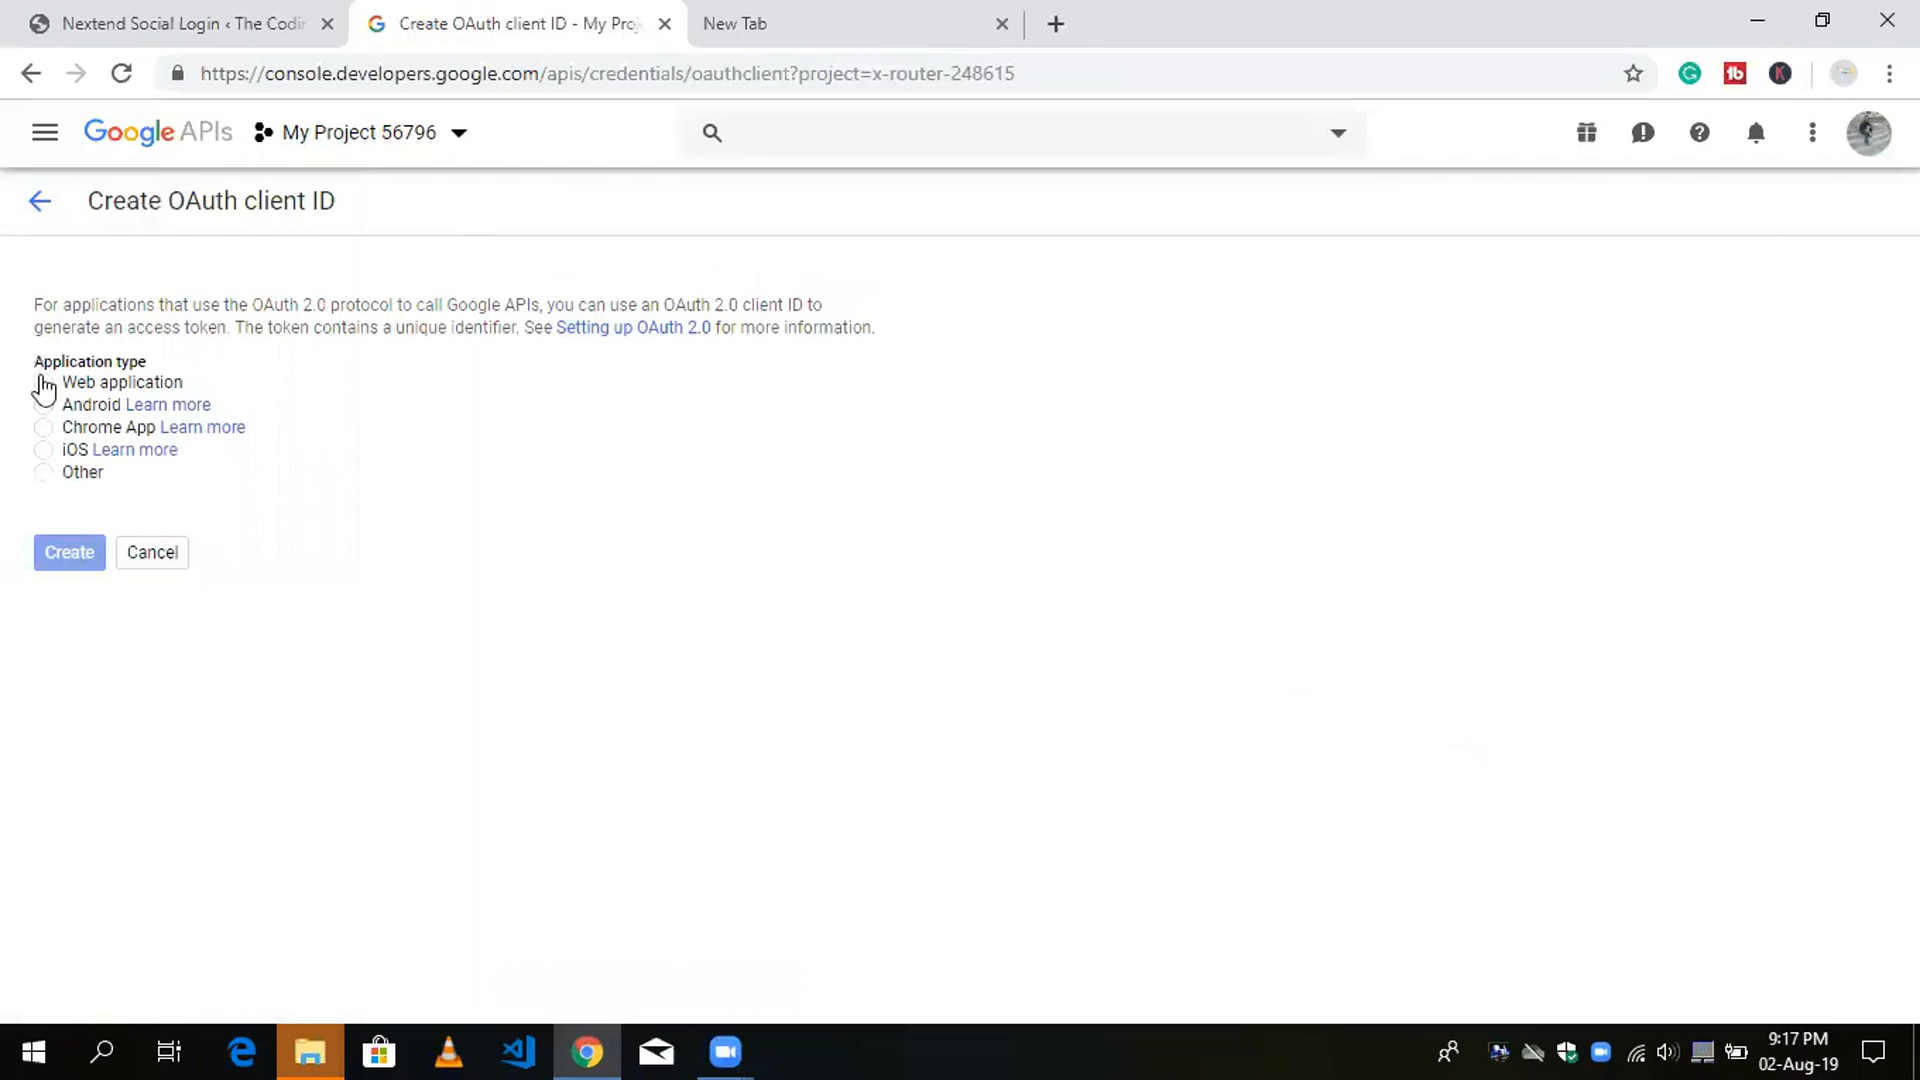 Nextend Social Login ‹ The Codin
Create OAuth client ID - My Proj
New Tab
https://console.developers.google.com/apis/credentials/oauthclient?project=x-router-248615
Google APIs
My Project 56796
Create OAuth client ID
For applications that use the OAuth 2.0 protocol to call Google APIs, you can use an OAuth 2.0 client ID to
generate an access token. The token contains a unique identifier. See Setting up OAuth 2.0 for more information.
Application type
Web application
Android Learn more
Chrome App Learn more
iOS Learn more
Other
Create Cancel
9:17 PM
02-Aug-19